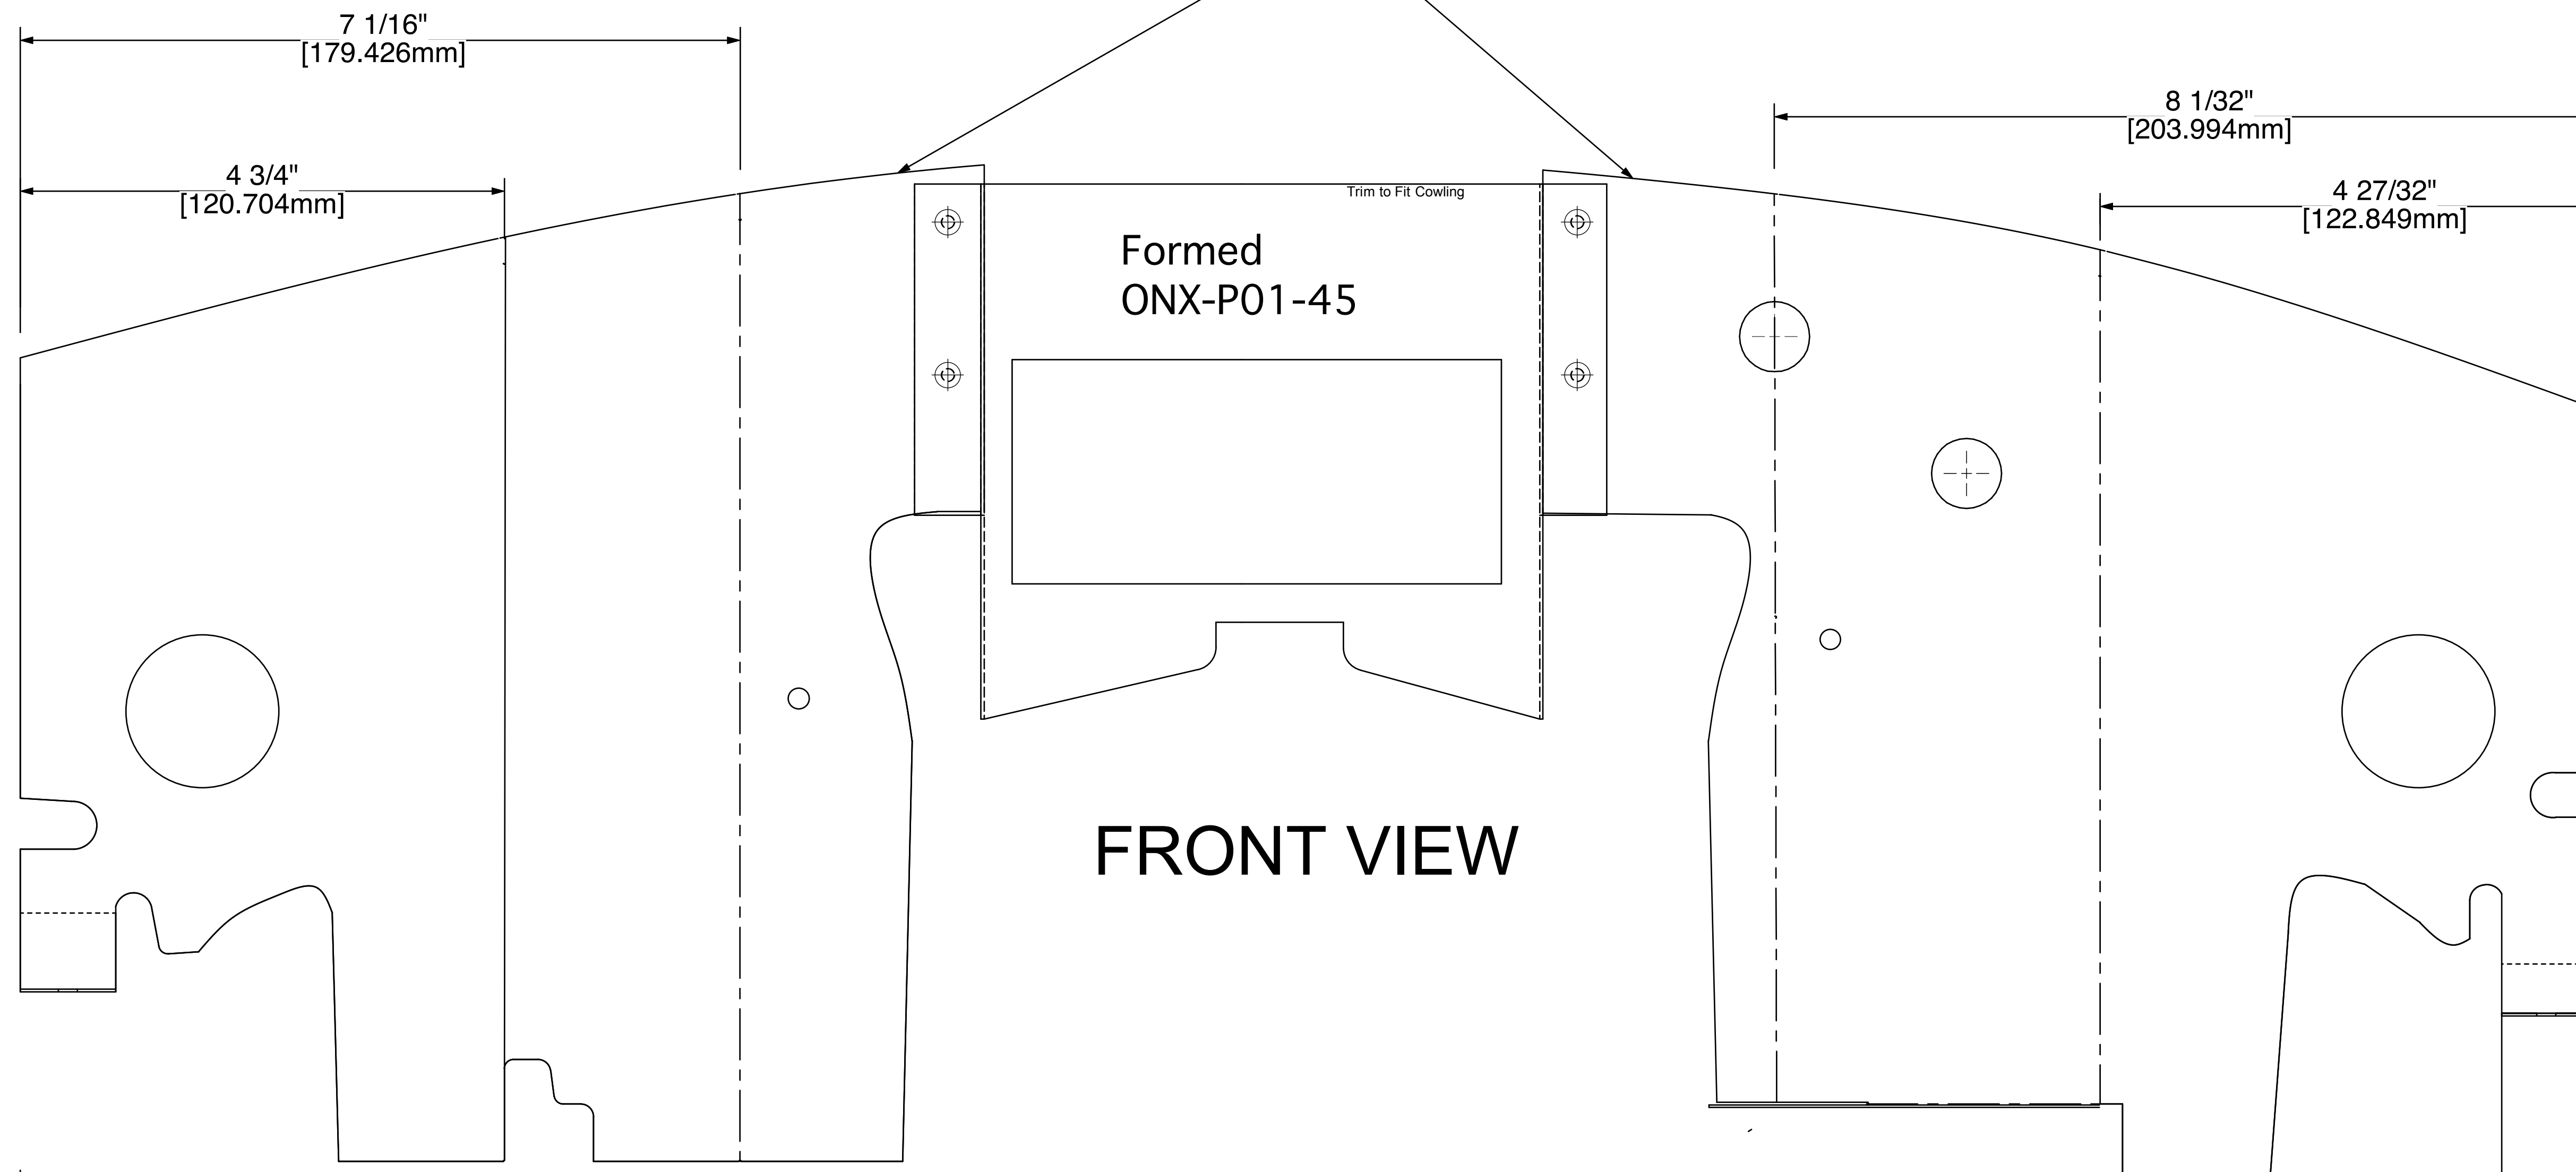 7 1/16"
[179.426mm]
8 1/32"
[203.994mm]
4 3/4"
[120.704mm]
Trim to Fit Cowling
4 27/32"
[122.849mm]
Formed
ONX-P01-45
FRONT VIEW